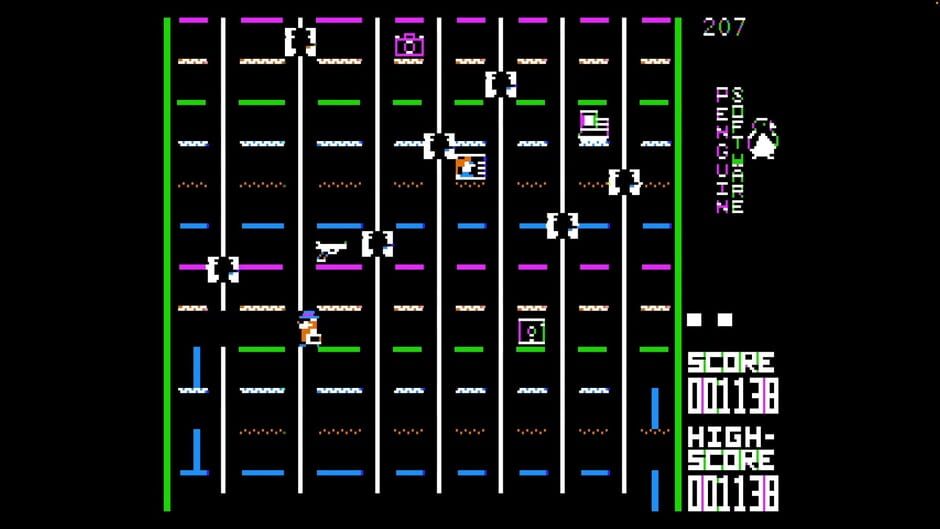 207
PENGUIN
SOFTWARE
SCORE
001138
HIGH-
SCORE
001138